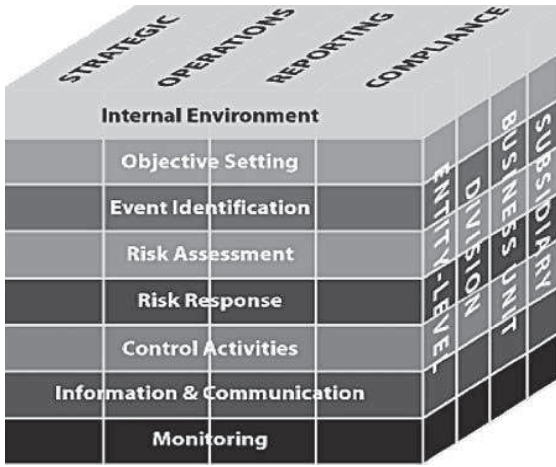 STRATEGIC
OPERATIONS
REPORTING
COMPLIANCE
Internal Environment
Objective Setting
Event Identification
Risk Assessment
Risk Response
Control Activities
Information & Communication
Monitoring
ENTITY-LEVEL
DIVISION
BUSINESS UNIT
SUBSIDIARY